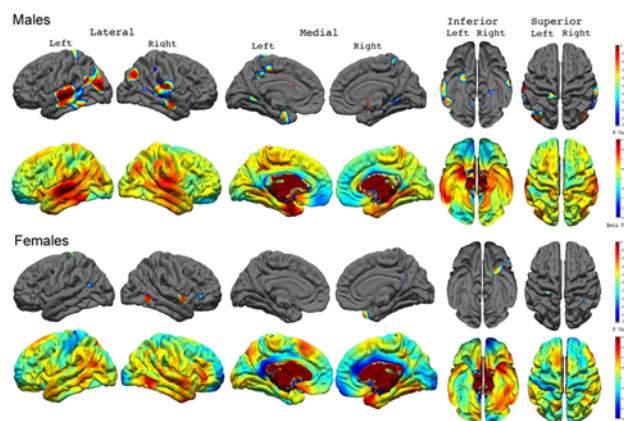 Males
Lateral
Medial
Inferior
Superior
Left
Right
Left
Right
Left
Right
Left
Right
Females